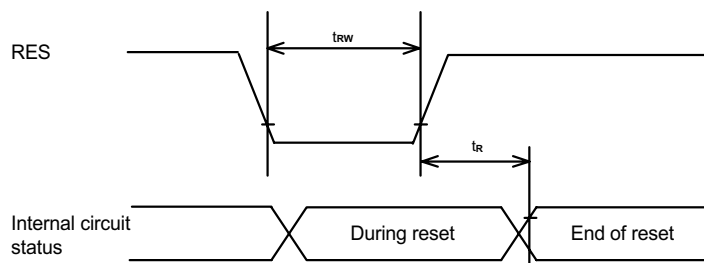 tRW
RES
tR
Internal circuit
status
During reset
End of reset